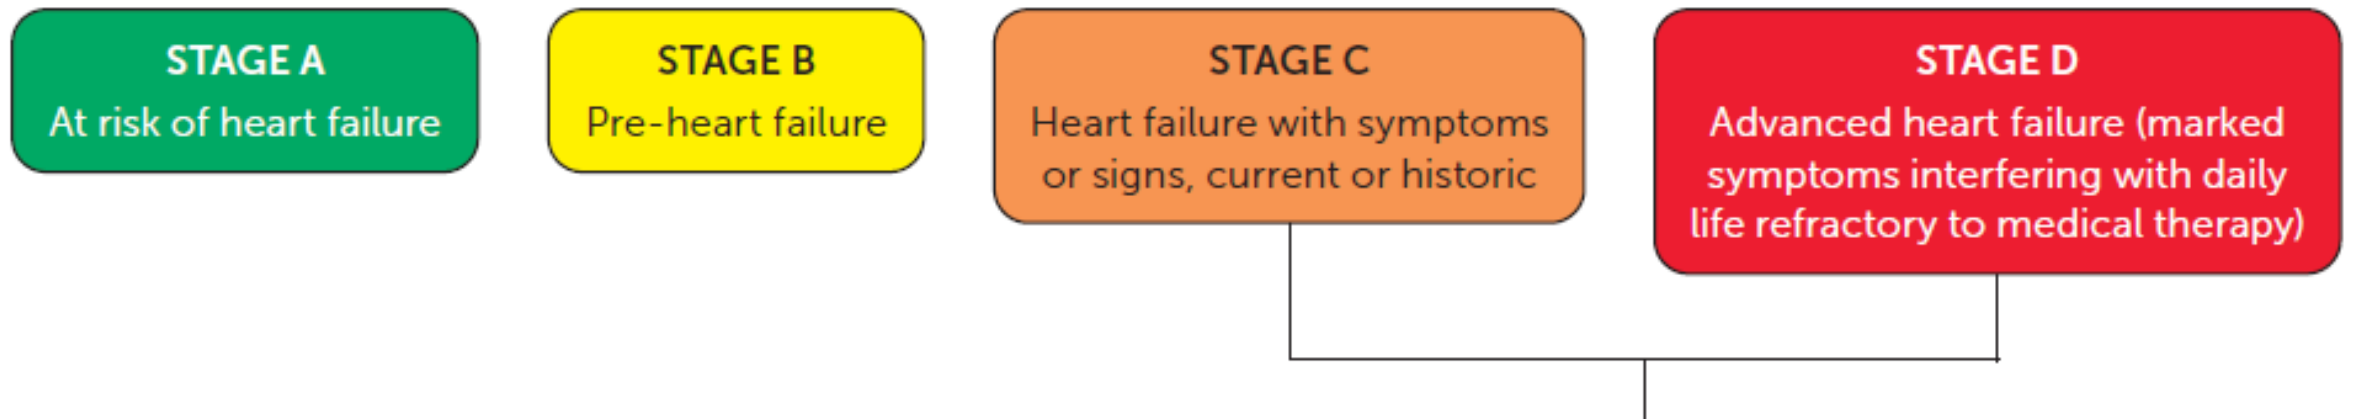 STAGE A
At risk of heart failure
STAGE B
Pre-heart failure
STAGE C
Heart failure with symptoms
or signs, current or historic
STAGE D
Advanced heart failure (marked
symptoms interfering with daily
life refractory to medical therapy)